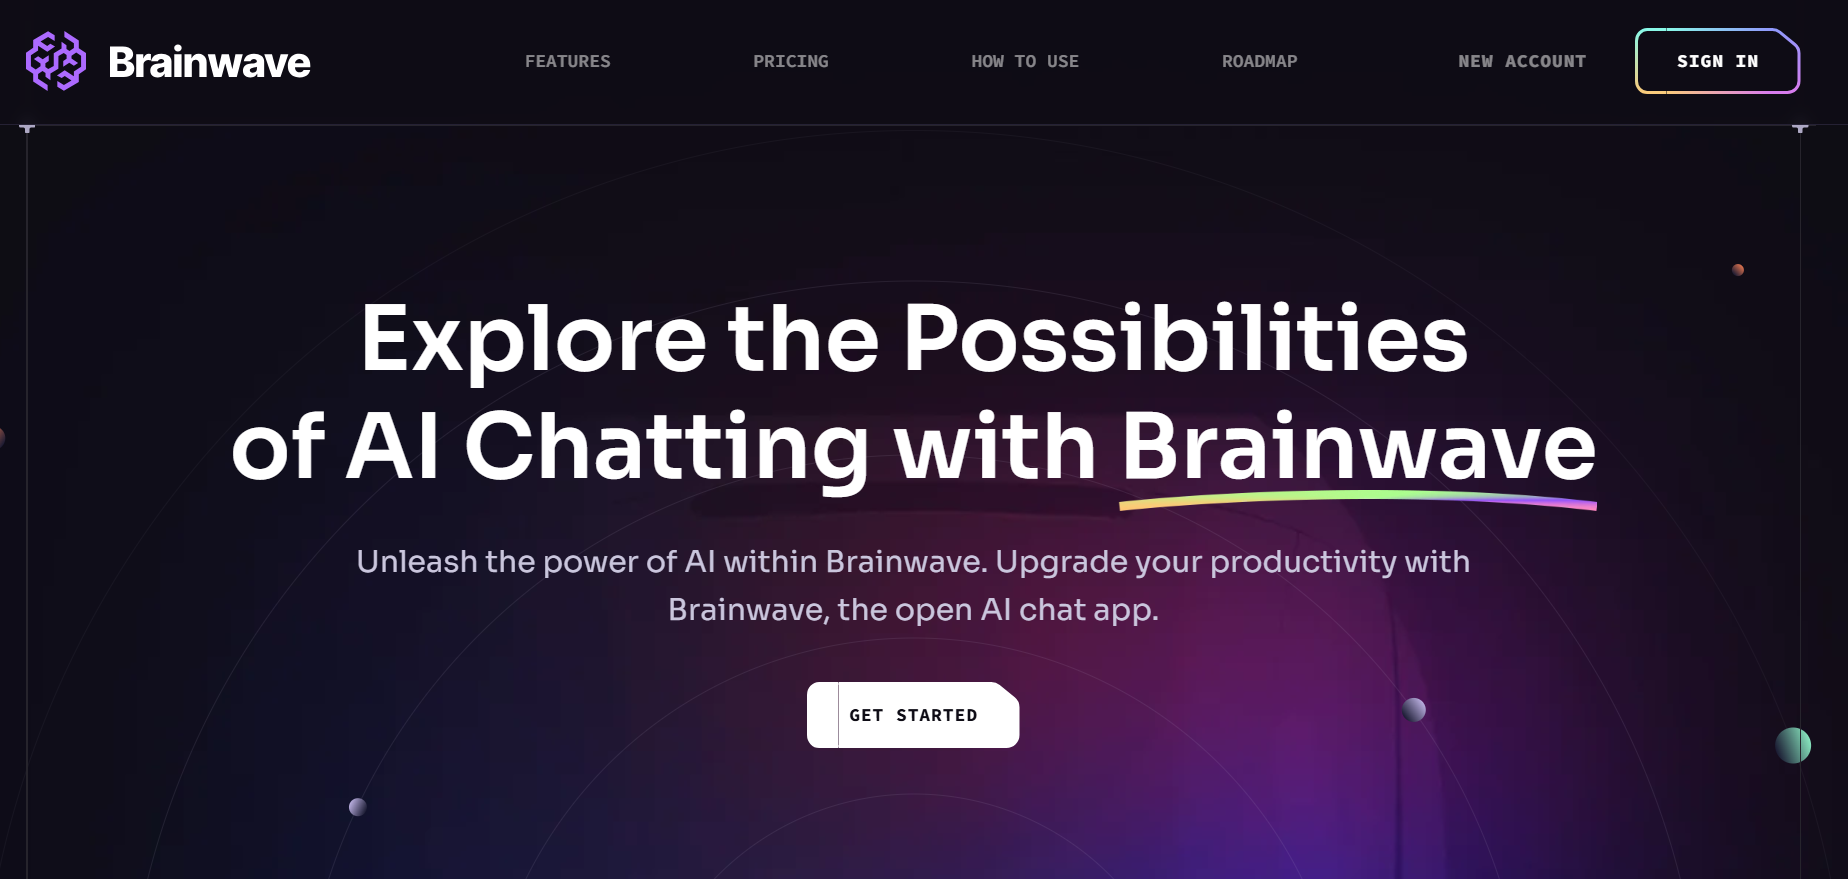 Brainwave
FEATURES
PRICING
HOW TO USE
ROADMAP
NEW ACCOUNT
SIGN IN
Explore the Possibilities
of AI Chatting with Brainwave
Unleash the power of AI within Brainwave. Upgrade your productivity with
Brainwave, the open AI chat app.
GET STARTED